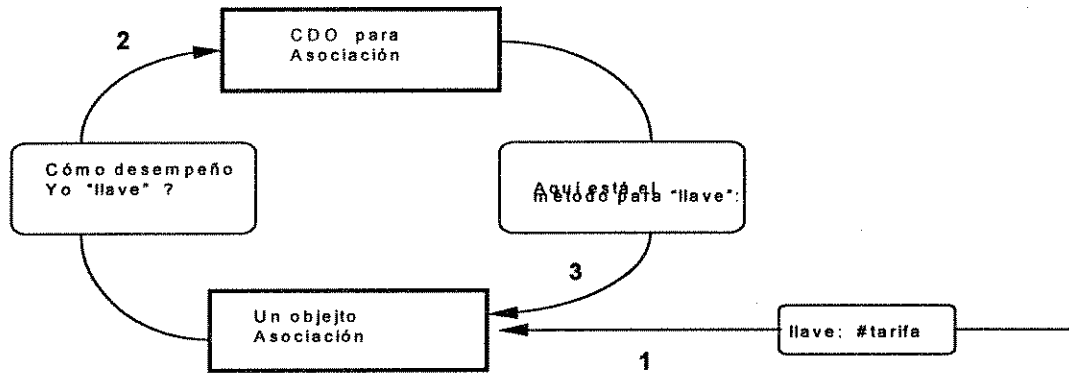 2
CDO para
Asociación
Cómo desempeño
Yo "llave" ?
Aquí está el
método para "llave":
3
Un objejto
Asociación
llave: #tarifa
1